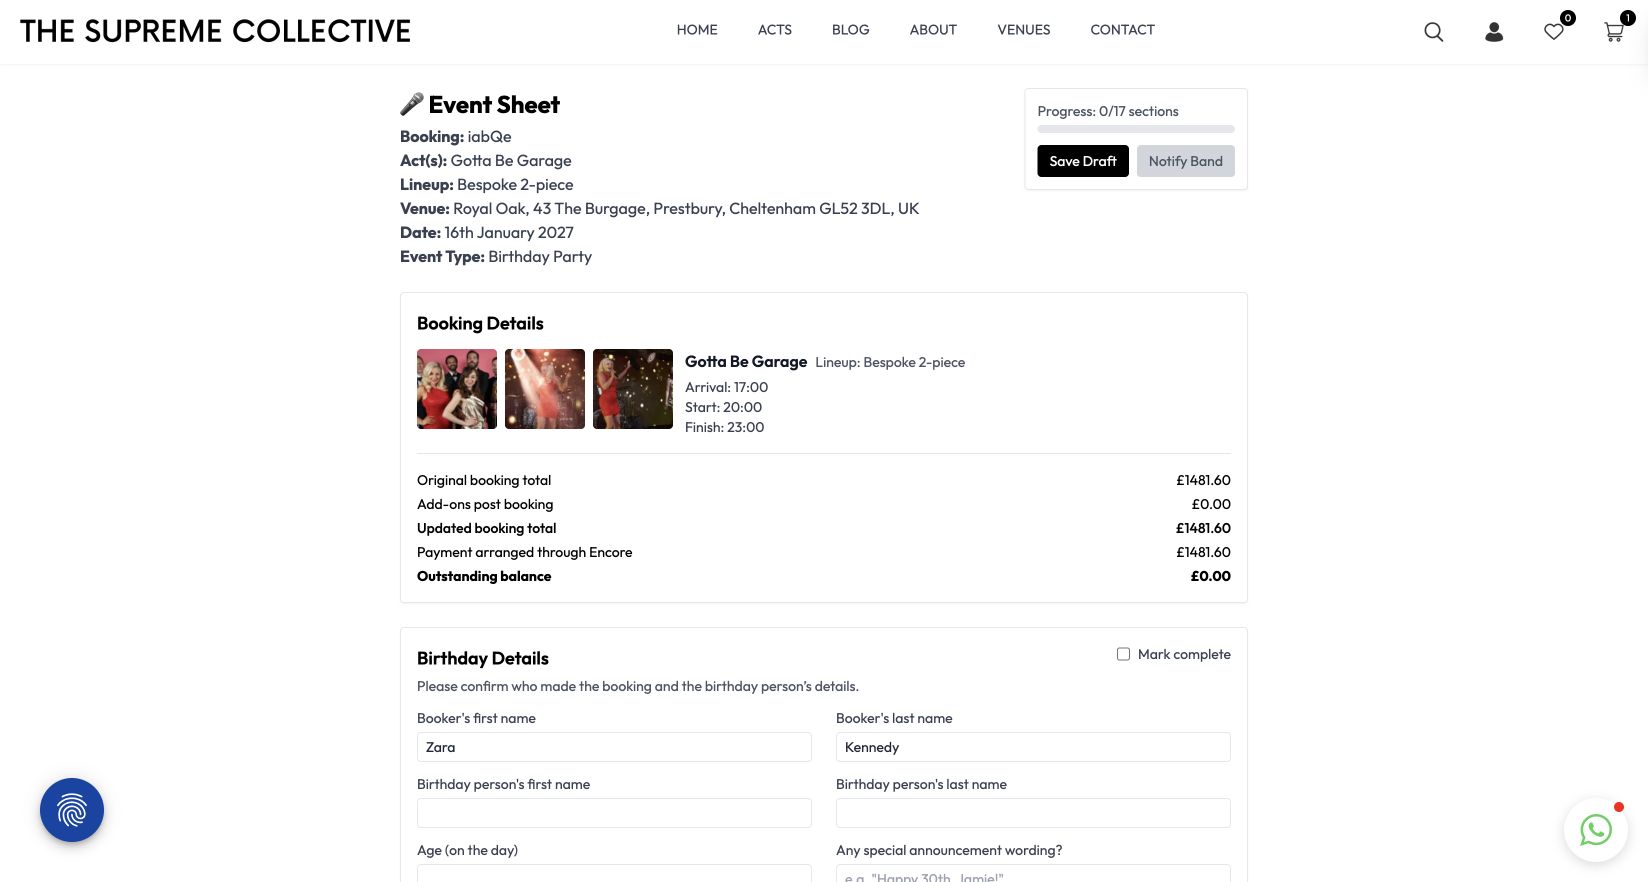 THE SUPREME COLLECTIVE
HOME
ACTS
BLOG
ABOUT
VENUES
CONTACT
0
1
🎤 Event Sheet
Booking: iabQe
Act(s): Gotta Be Garage
Lineup: Bespoke 2-piece
Venue: Royal Oak, 43 The Burgage, Prestbury, Cheltenham GL52 3DL, UK
Date: 16th January 2027
Event Type: Birthday Party
Progress: 0/17 sections
Save Draft
Notify Band
Booking Details
Gotta Be Garage Lineup: Bespoke 2-piece
Arrival: 17:00
Start: 20:00
Finish: 23:00
Original booking total £1481.60
Add-ons post booking £0.00
Updated booking total £1481.60
Payment arranged through Encore £1481.60
Outstanding balance £0.00
Birthday Details
Mark complete
Please confirm who made the booking and the birthday person's details.
Booker's first name
Booker's last name
Zara
Kennedy
Birthday person's first name
Birthday person's last name
Age (on the day)
Any special announcement wording?
e.g. "Happy 30th, Jamie!"